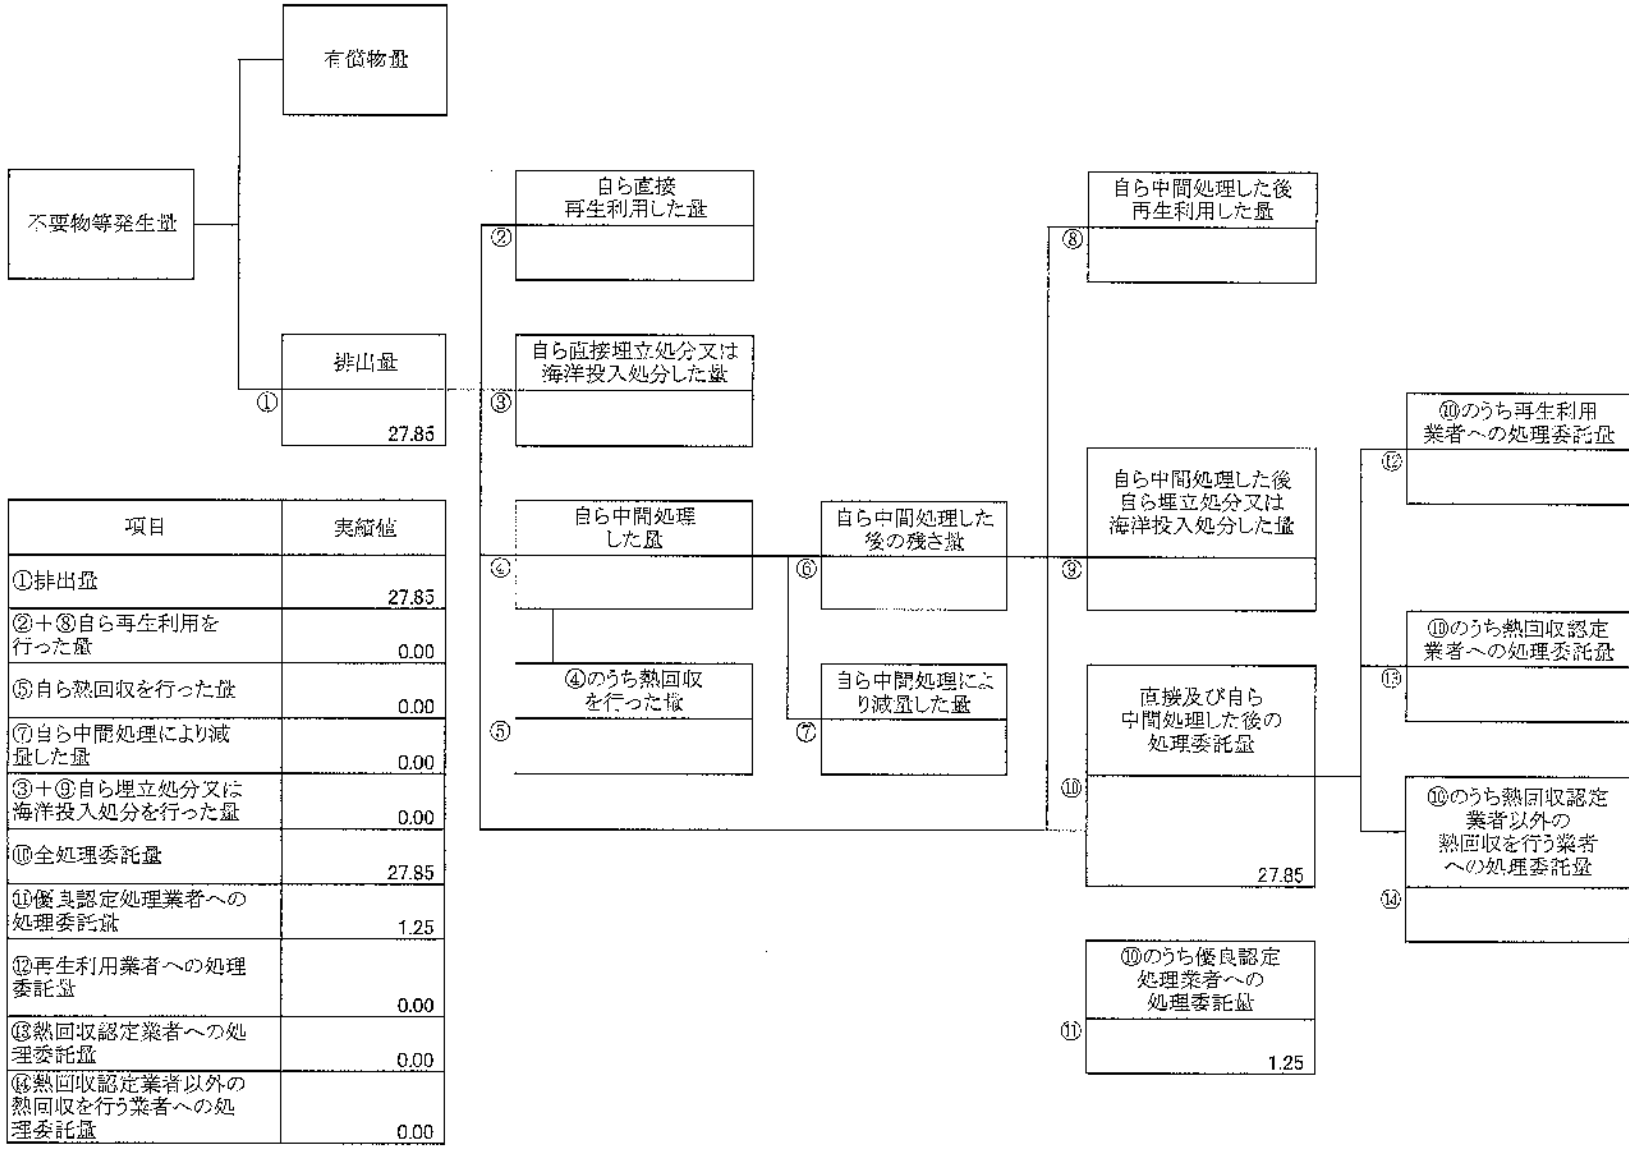 有償物量
不要物等発生量
排出量
①
27.85
自ら直接
再生利用した量
②
自ら直接埋立処分又は
海洋投入処分した量
③
自ら中間処理
した量
④
④のうち熱回収
を行った量
⑤
自ら中間処理した
後の残さ量
⑥
自ら中間処理によ
り減量した量
⑦
自ら中間処理した後
再生利用した量
⑧
自ら中間処理した後
自ら埋立処分又は
海洋投入処分した量
⑨
直接及び自ら
中間処理した後の
処理委託量
⑩
27.85
⑩のうち優良認定
処理業者への
処理委託量
⑪
1.25
⑩のうち再生利用
業者への処理委託量
⑫
⑩のうち熱回収認定
業者への処理委託量
⑬
⑩のうち熱回収認定
業者以外の
熱回収を行う業者
への処理委託量
⑭
項目 実績値
①排出量 27.85
②+⑧自ら再生利用を
行った量 0.00
⑤自ら熱回収を行った量 0.00
⑦自ら中間処理により減
量した量 0.00
③+⑨自ら埋立処分又は
海洋投入処分を行った量 0.00
⑩全処理委託量 27.85
⑪優良認定処理業者への
処理委託量 1.25
⑫再生利用業者への処理
委託量 0.00
⑬熱回収認定業者への処
理委託量 0.00
⑭熱回収認定業者以外の
熱回収を行う業者への処
理委託量 0.00